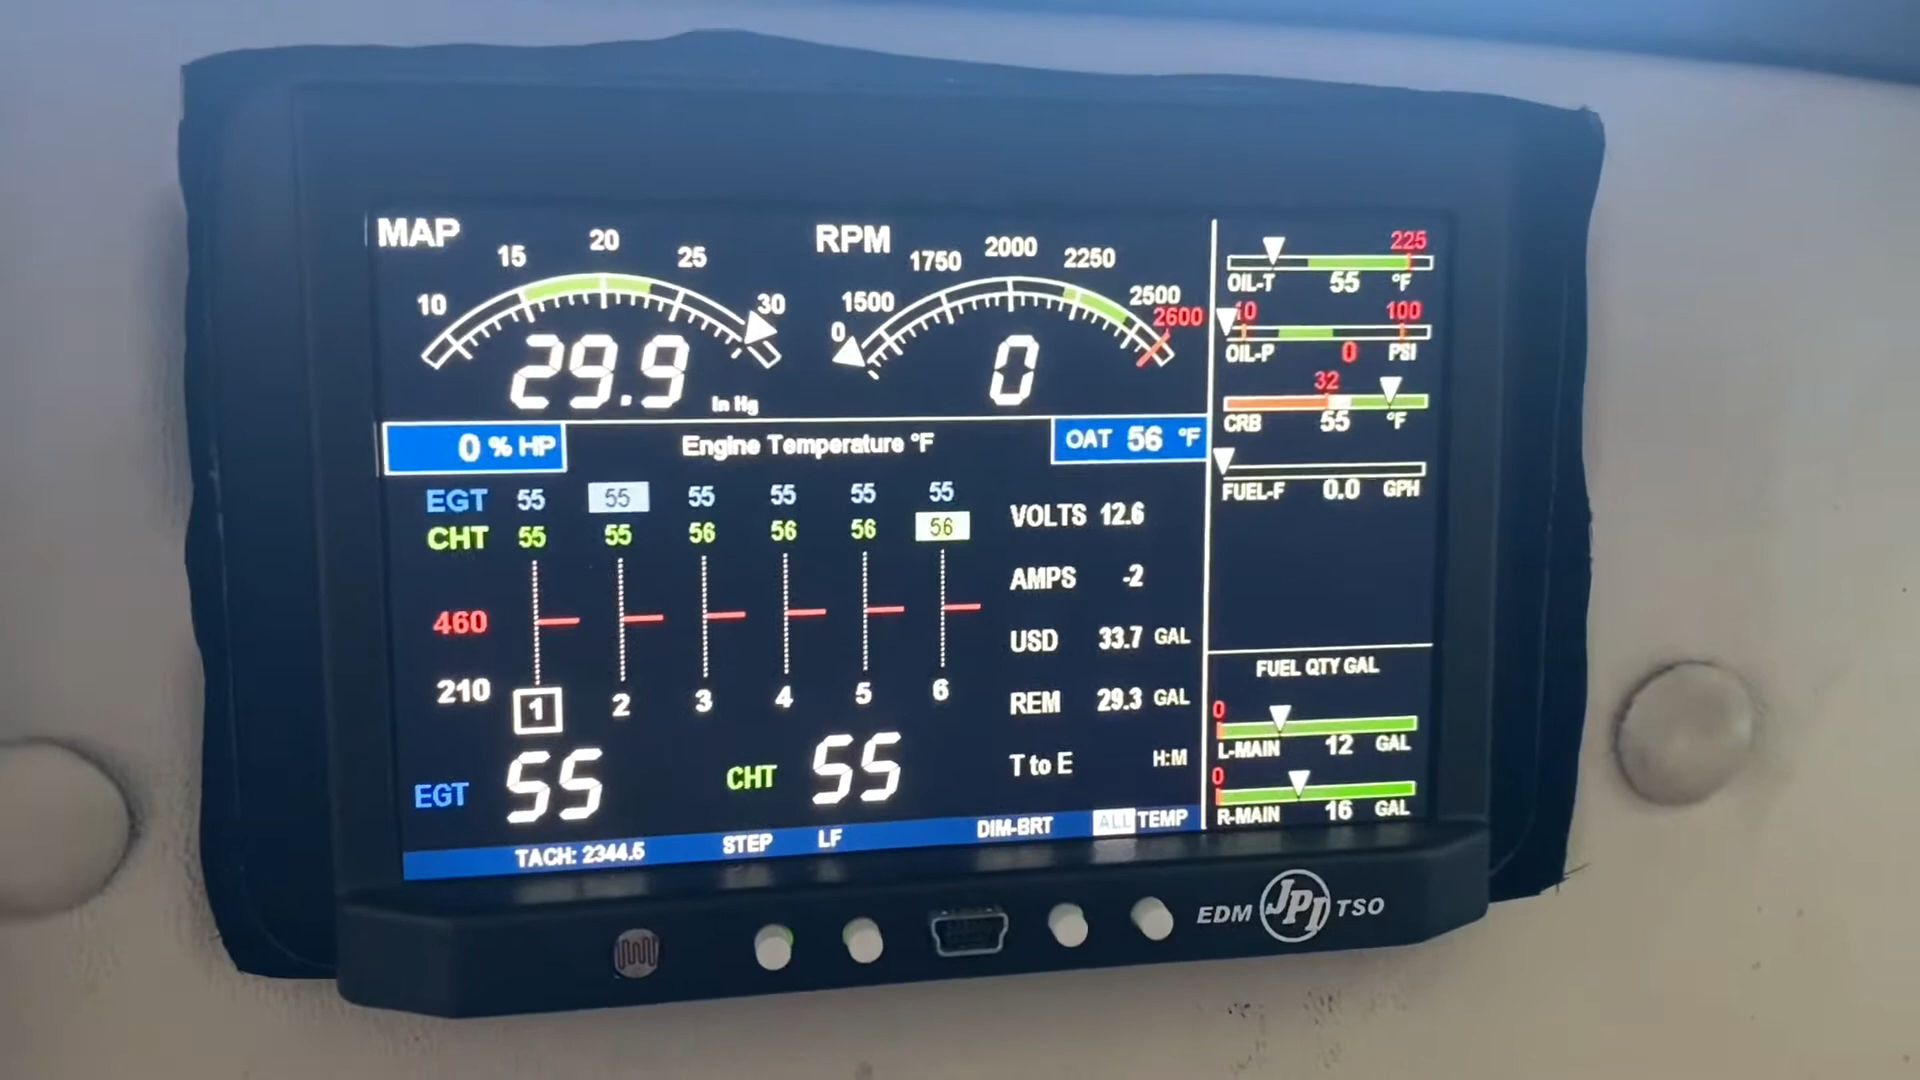 MAP
10 15 20 25 30
29.9 In Hg
RPM
0 1500 1750 2000 2250 2500 2600
0
0 % HP
Engine Temperature °F
OAT 56 °F
EGT 55 55 55 55 55 55
CHT 55 55 56 56 56 56
460
210
1 2 3 4 5 6
EGT 55
CHT 55
VOLTS 12.6
AMPS -2
USD 33.7 GAL
REM 29.3 GAL
T to E H:M
225
OIL-T 55 °F
10 100
OIL-P 0 PSI
32
CRB 55 °F
FUEL-F 0.0 GPH
FUEL QTY GAL
0
L-MAIN 12 GAL
0
R-MAIN 16 GAL
TACH: 2344.5 STEP LF DIM-BRT ALL TEMP
EDM JPI TSO